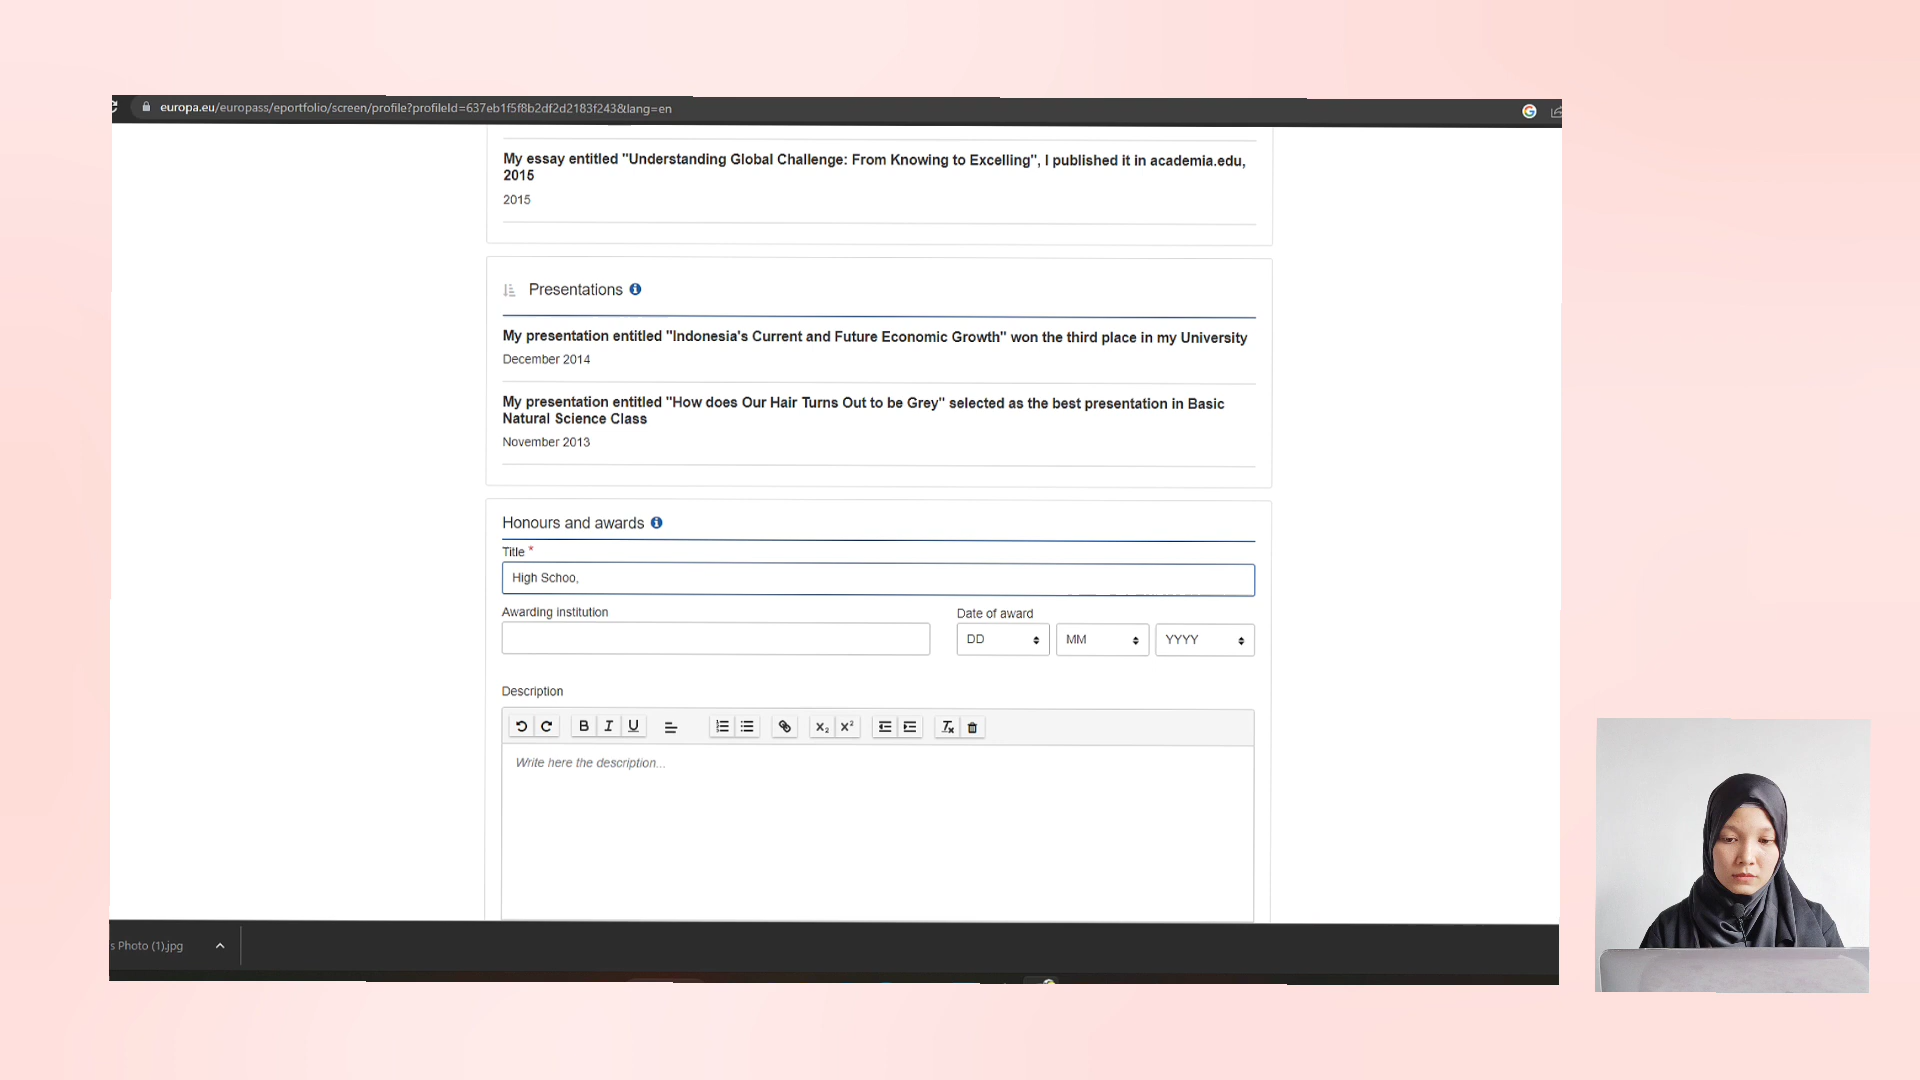 europa.eu/europass/eportfolio/screen/profile?profileId=637eb1f5f8b2df2d2183f243&lang=en
My essay entitled "Understanding Global Challenge: From Knowing to Excelling", I published it in academia.edu,
2015
2015
Presentations
My presentation entitled "Indonesia's Current and Future Economic Growth" won the third place in my University
December 2014
My presentation entitled "How does Our Hair Turns Out to be Grey" selected as the best presentation in Basic
Natural Science Class
November 2013
Honours and awards
Title *
High Schoo,
Awarding institution
Date of award
DD MM YYYY
Description
B I U X₂ X²
Write here the description...
s Photo (1).jpg